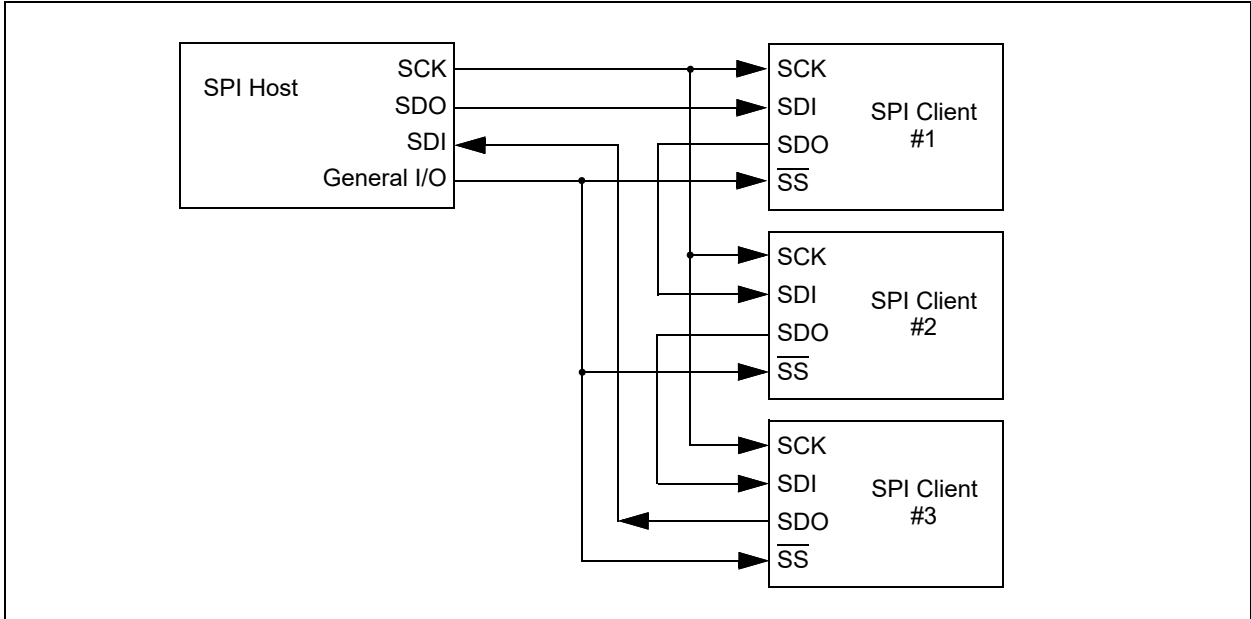 SPI Host
SCK
SDO
SDI
General I/O
SCK
SDI
SDO
SS
SPI Client
#1
SCK
SDI
SDO
SS
SPI Client
#2
SCK
SDI
SDO
SS
SPI Client
#3